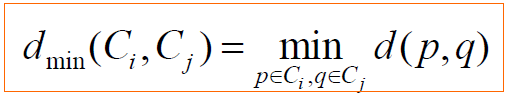 d_min(C_i, C_j) = min_{p∈C_i, q∈C_j} d(p, q)